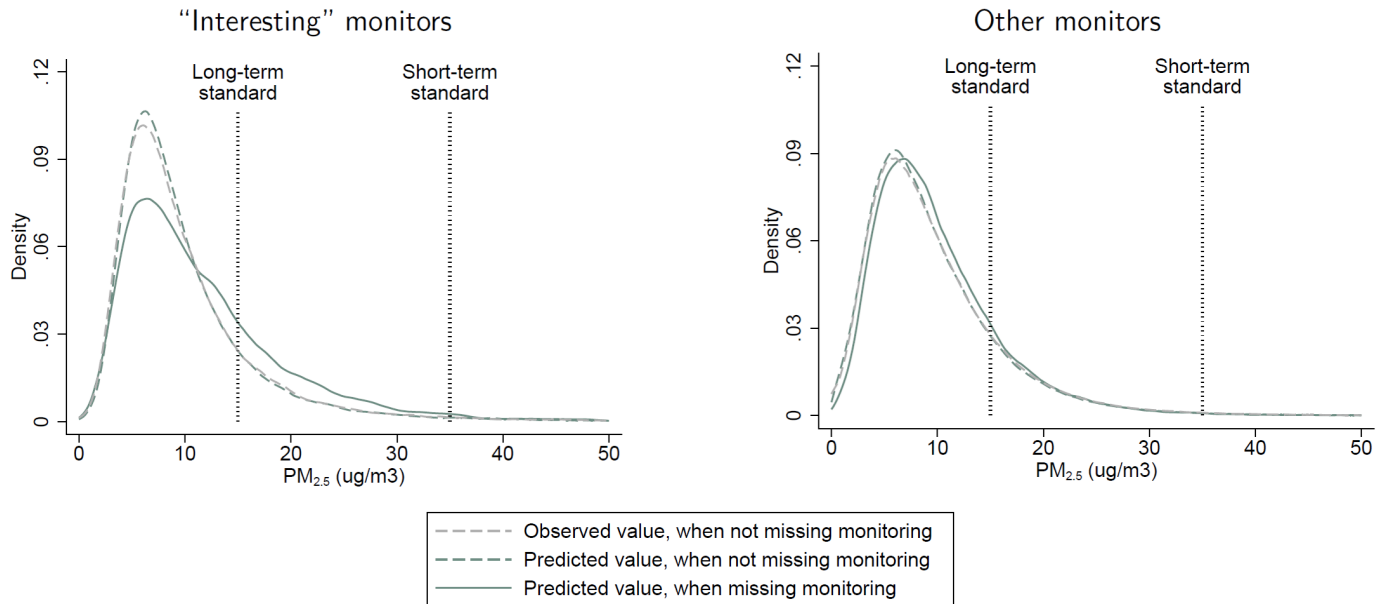 “Interesting” monitors
Long-term
standard
Short-term
standard
.12
.09
.06
.03
0
Density
0 10 20 30 40 50
PM2.5 (ug/m3)
Other monitors
Long-term
standard
Short-term
standard
.12
.09
.06
.03
0
Density
0 10 20 30 40 50
PM2.5 (ug/m3)
Observed value, when not missing monitoring
Predicted value, when not missing monitoring
Predicted value, when missing monitoring